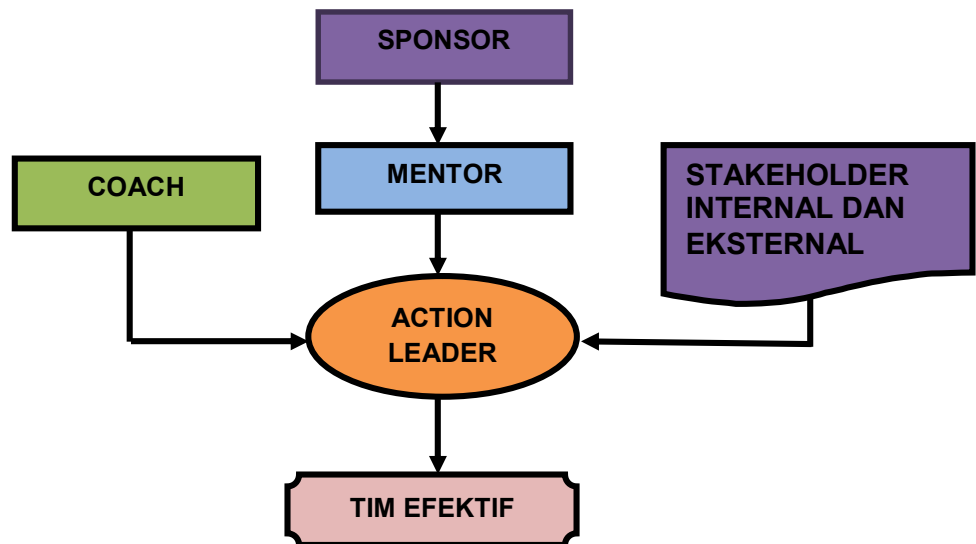 SPONSOR
COACH
MENTOR
STAKEHOLDER
INTERNAL DAN
EKSTERNAL
ACTION
LEADER
TIM EFEKTIF